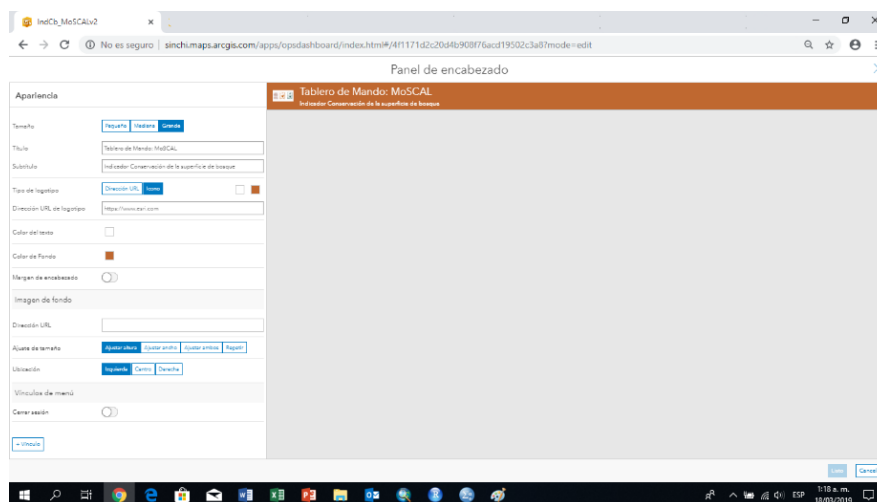 IndCb_MoSCALv2
No es seguro | sinchi.maps.arcgis.com/apps/opsdashboard/index.html#/4f1171d2c20d4b908f76acd19502c3a8?mode=edit
Panel de encabezado
Apariencia
Tablero de Mando: MoSCAL
Indicador Conservación de la superficie de bosque
Tamaño Pequeño Mediana Grande
Título Tablero de Mando: MoSCAL
Subtítulo Indicador Conservación de la superficie de bosque
Tipo de logotipo Dirección URL Icono
Dirección URL de logotipo https://www.esri.com
Color del texto
Color de Fondo
Margen de encabezado
Imagen de fondo
Dirección URL
Ajuste de tamaño Ajustar altura Ajustar ancho Ajustar ambos Repetir
Ubicación Izquierda Centro Derecha
Vínculos de menú
Cerrar sesión
+ Vínculo
Listo Cancel
ESP 1:18 a. m.
18/03/2019